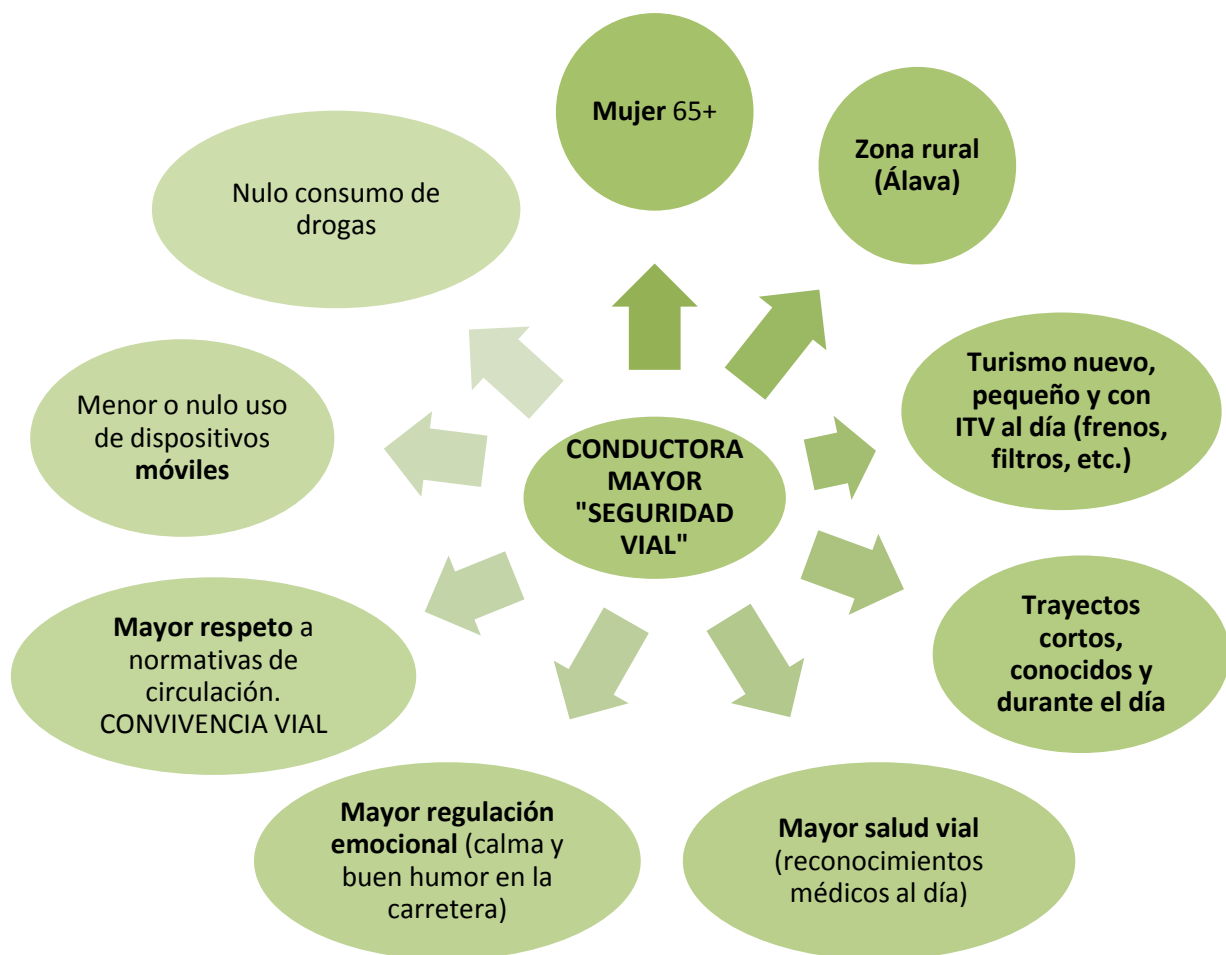 Mujer 65+
Zona rural
(Álava)
Turismo nuevo,
pequeño y con
ITV al día (frenos,
filtros, etc.)
Trayectos
cortos,
conocidos y
durante el día
Mayor salud vial
(reconocimientos
médicos al día)
Mayor regulación
emocional (calma y
buen humor en la
carretera)
Mayor respeto a
normativas de
circulación.
CONVIVENCIA VIAL
Menor o nulo uso
de dispositivos
móviles
Nulo consumo de
drogas
CONDUCTORA
MAYOR
"SEGURIDAD
VIAL"